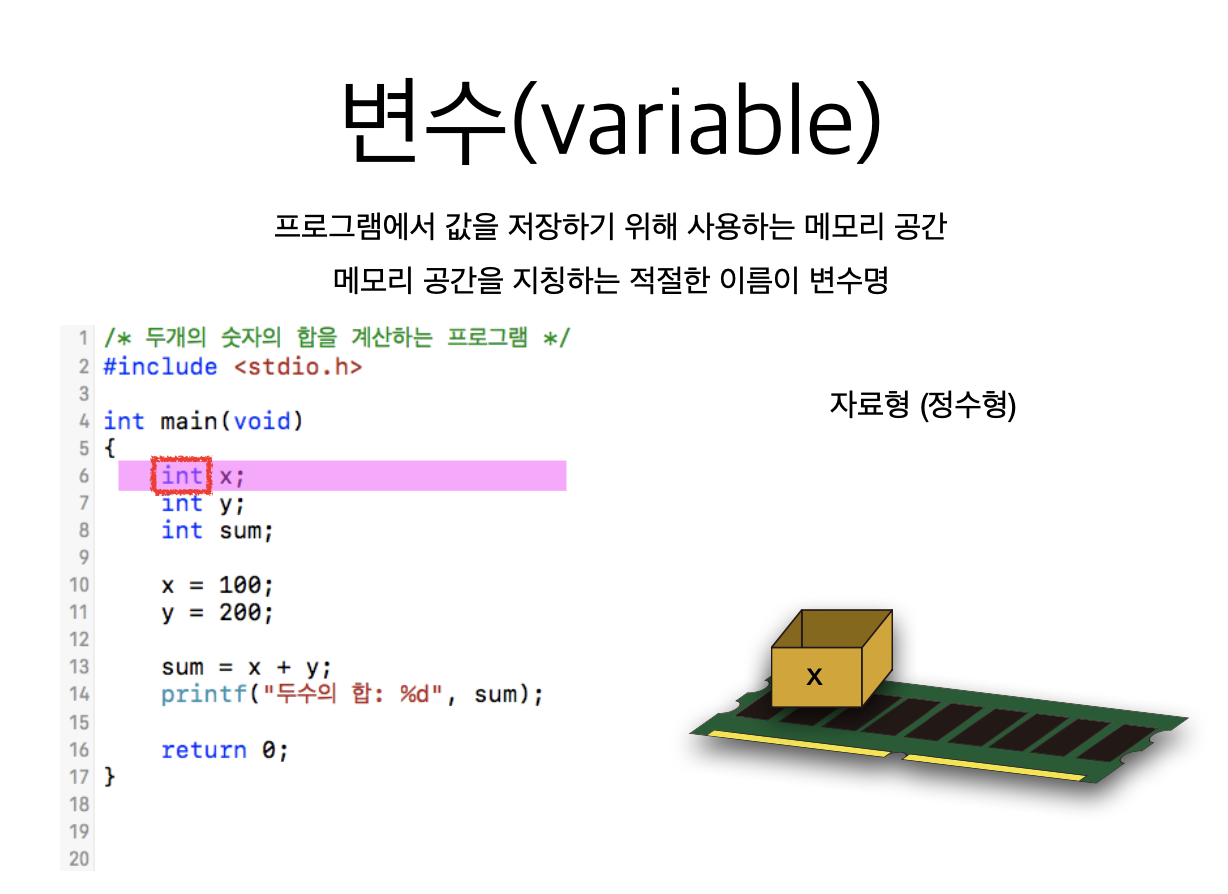 변수(variable)
프로그램에서 값을 저장하기 위해 사용하는 메모리 공간
메모리 공간을 지칭하는 적절한 이름이 변수명
1 /* 두개의 숫자의 합을 계산하는 프로그램 */
2 #include <stdio.h>
3
4 int main(void)
5 {
6     int x;
7     int y;
8     int sum;
9
10     x = 100;
11     y = 200;
12
13     sum = x + y;
14     printf("두수의 합: %d", sum);
15
16     return 0;
17 }
18
19
20
자료형 (정수형)
x